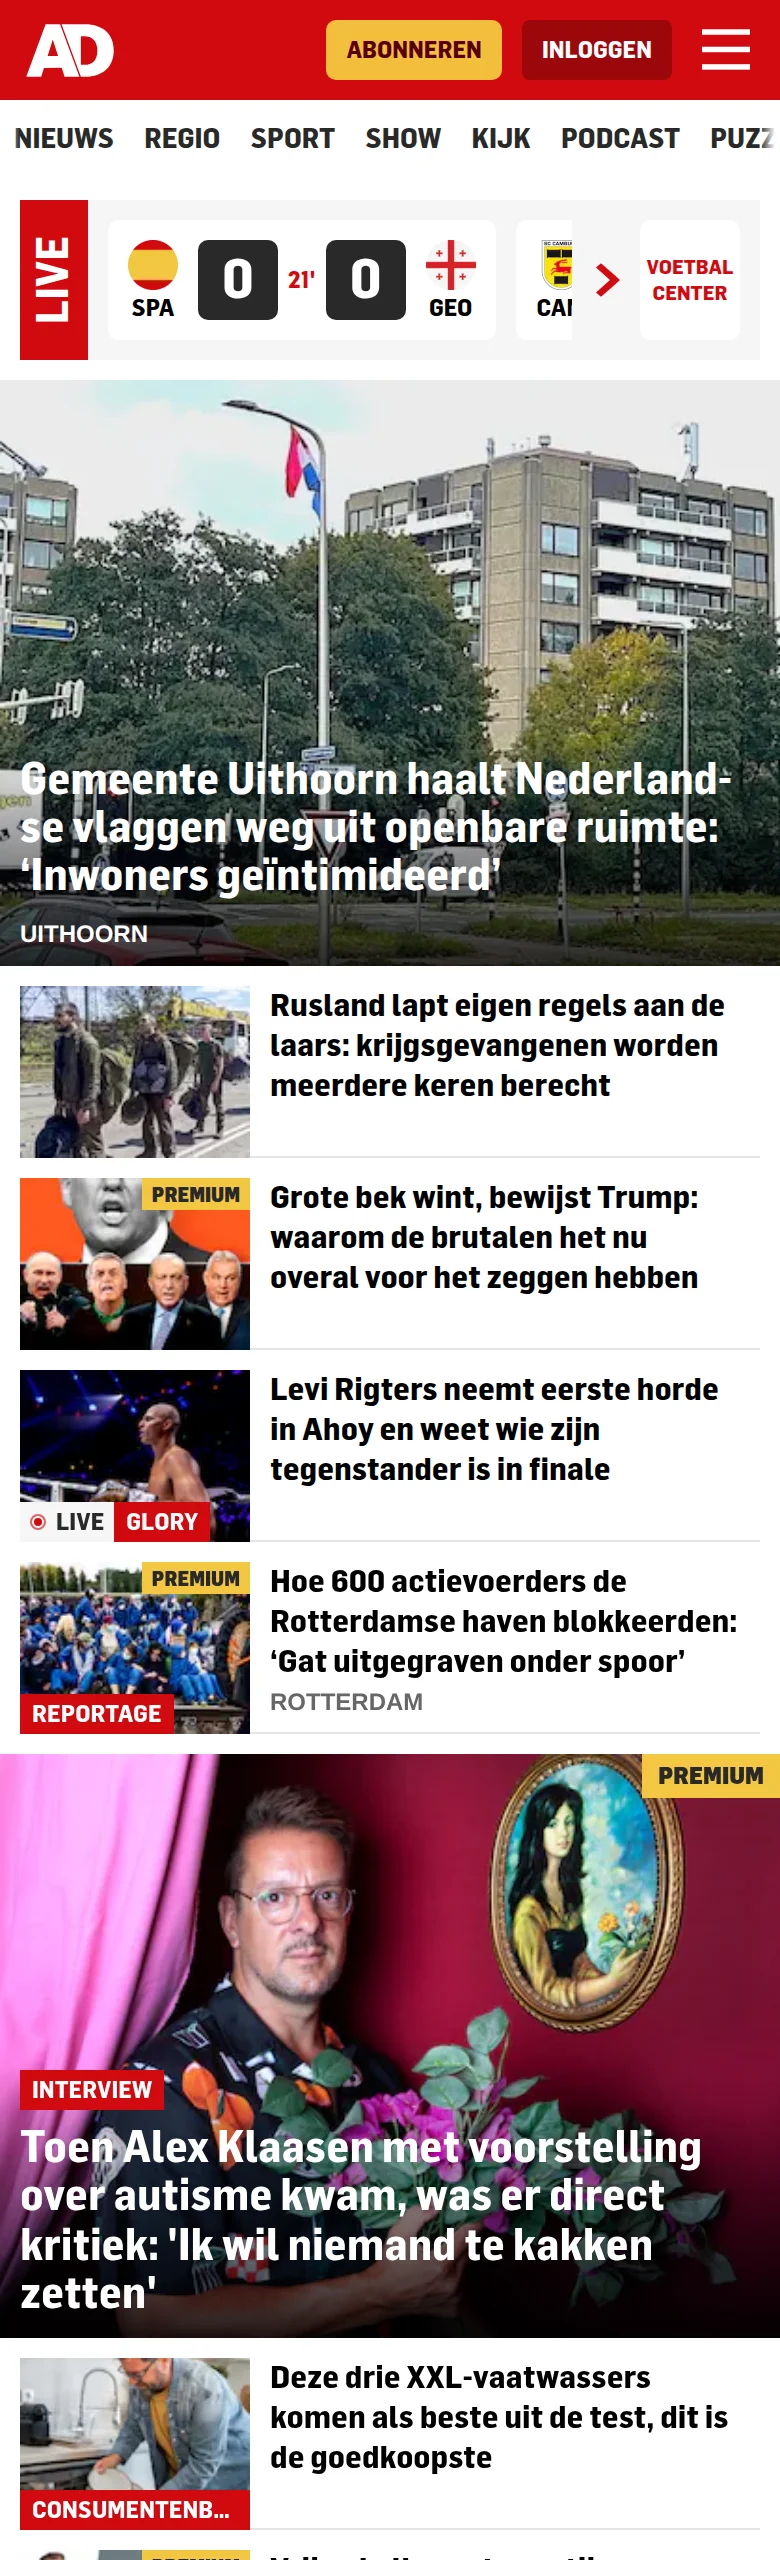 AD
ABONNEREN
INLOGGEN
NIEUWS REGIO SPORT SHOW KIJK PODCAST PUZZ
LIVE
SPA
0
21'
0
GEO
SC CAMBUU
CAM
VOETBAL
CENTER
Gemeente Uithoorn haalt Nederland-
se vlaggen weg uit openbare ruimte:
‘Inwoners geïntimideerd’
UITHOORN
Rusland lapt eigen regels aan de
laars: krijgsgevangenen worden
meerdere keren berecht
PREMIUM
Grote bek wint, bewijst Trump:
waarom de brutalen het nu
overal voor het zeggen hebben
Levi Rigters neemt eerste horde
in Ahoy en weet wie zijn
tegenstander is in finale
LIVE
GLORY
PREMIUM
Hoe 600 actievoerders de
Rotterdamse haven blokkeerden:
‘Gat uitgegraven onder spoor’
ROTTERDAM
REPORTAGE
PREMIUM
INTERVIEW
Toen Alex Klaasen met voorstelling
over autisme kwam, was er direct
kritiek: 'Ik wil niemand te kakken
zetten'
Deze drie XXL-vaatwassers
komen als beste uit de test, dit is
de goedkoopste
CONSUMENTENB...